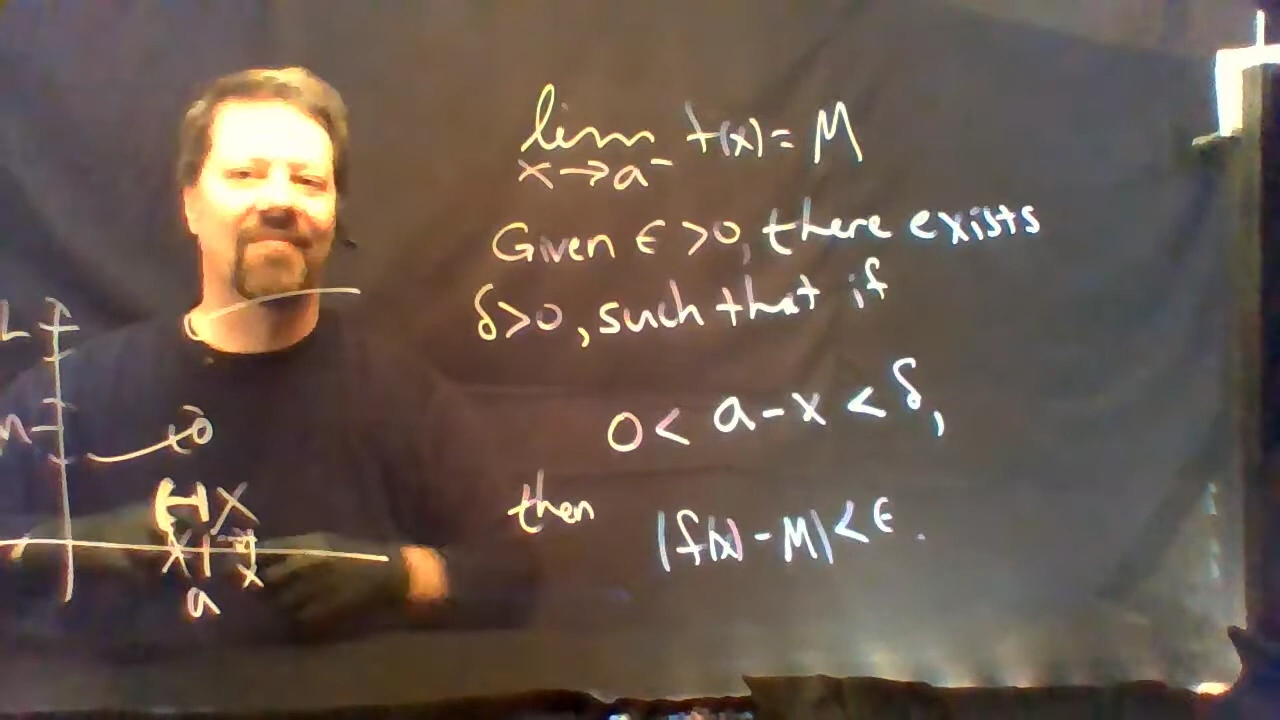 lim f(x) = M
x→a⁻
Given ϵ>0, there exists
δ>0, such that if
0< a-x < δ,
then |f(x) - M| < ϵ.
L
X
X
a